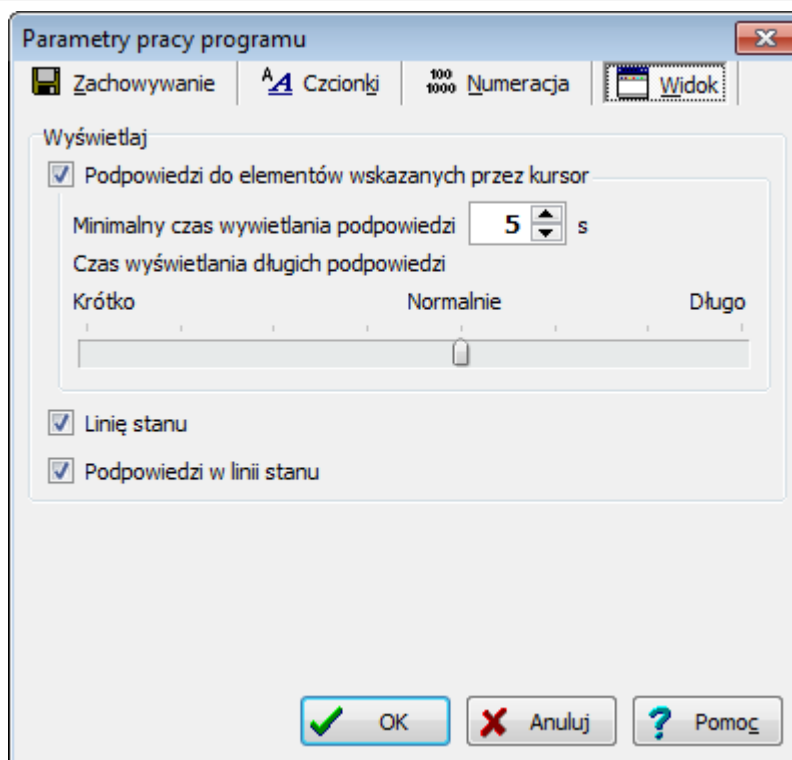 Parametry pracy programu
Zachowywanie AA Czcionki 100 1000 Numeracja Widok
Wyświetlaj
Podpowiedzi do elementów wskazanych przez kursor
Minimalny czas wywietlania podpowiedzi 5 s
Czas wyświetlania długich podpowiedzi
Krótko Normalnie Długo
Linię stanu
Podpowiedzi w linii stanu
OK Anuluj ? Pomoc